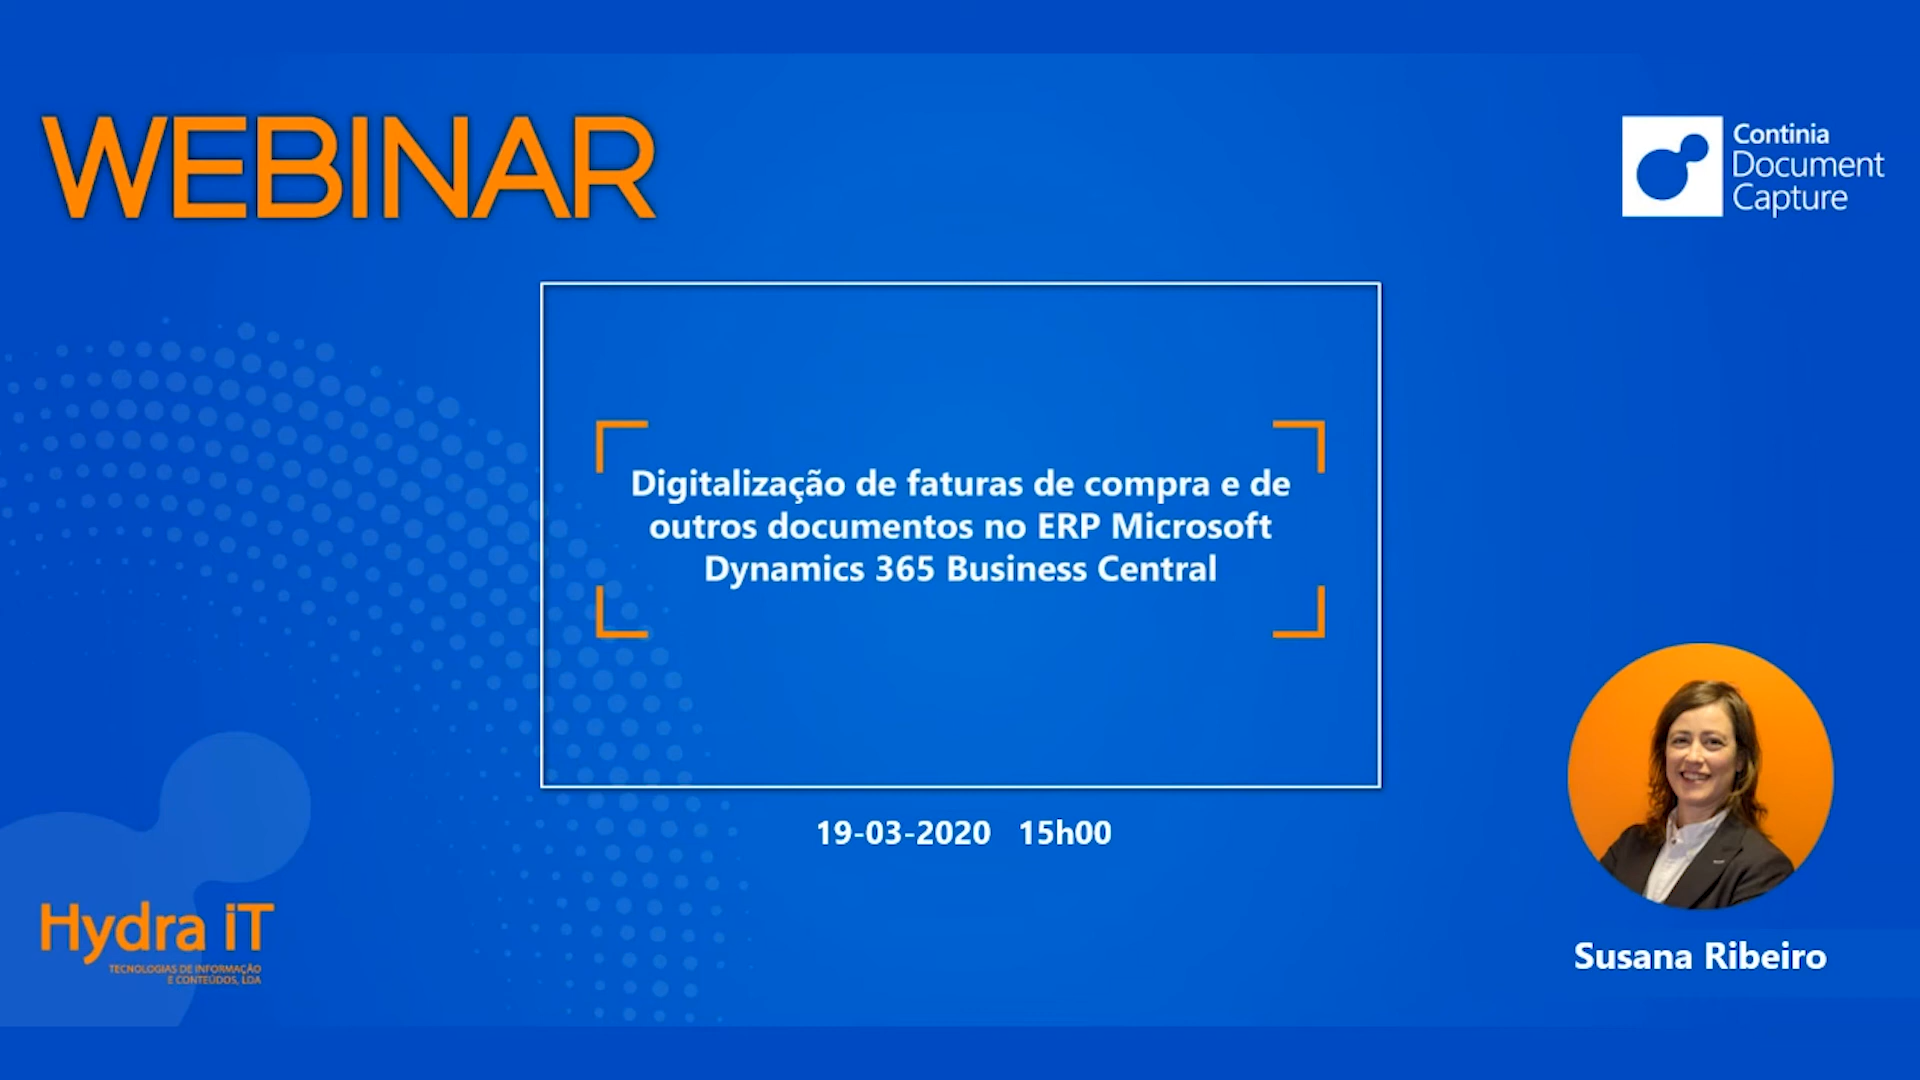 WEBINAR
Continia
Document
Capture
Digitalização de faturas de compra e de
outros documentos no ERP Microsoft
Dynamics 365 Business Central
19-03-2020 15h00
Hydra iT
TECNOLOGIAS DE INFORMAÇÃO
E CONTEÚDOS, LDA
Susana Ribeiro